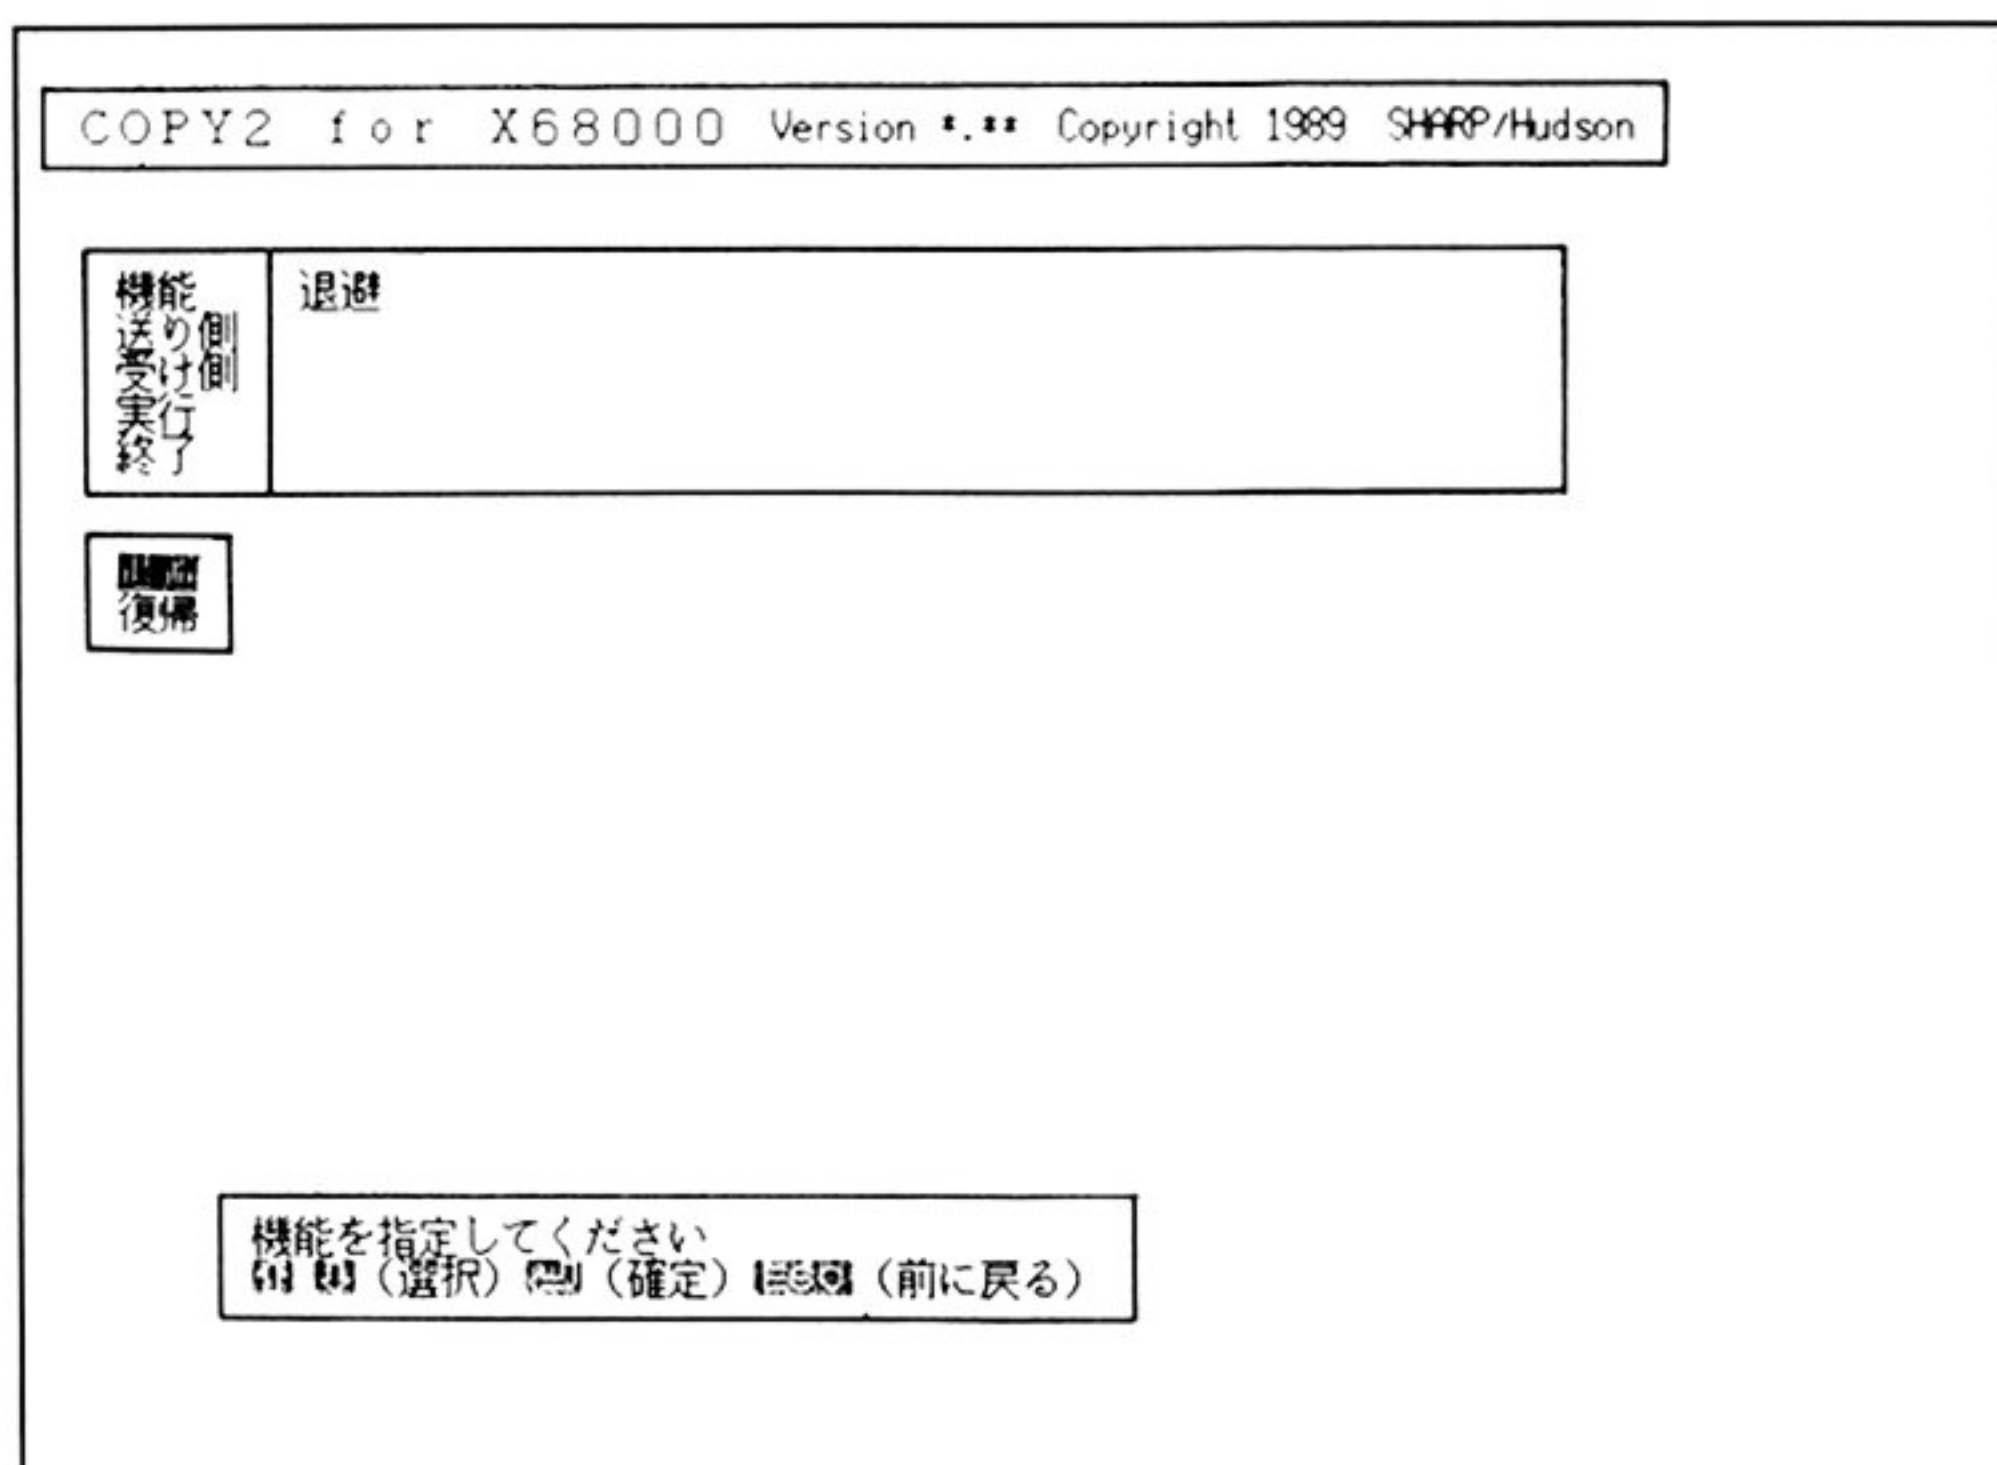 COPY2 for X68000 Version *.** Copyright 1989 SHARP/Hudson
機能 退避
送り側
受け側
実行
終了
復帰
機能を指定してください
(選択) (確定) (前に戻る)